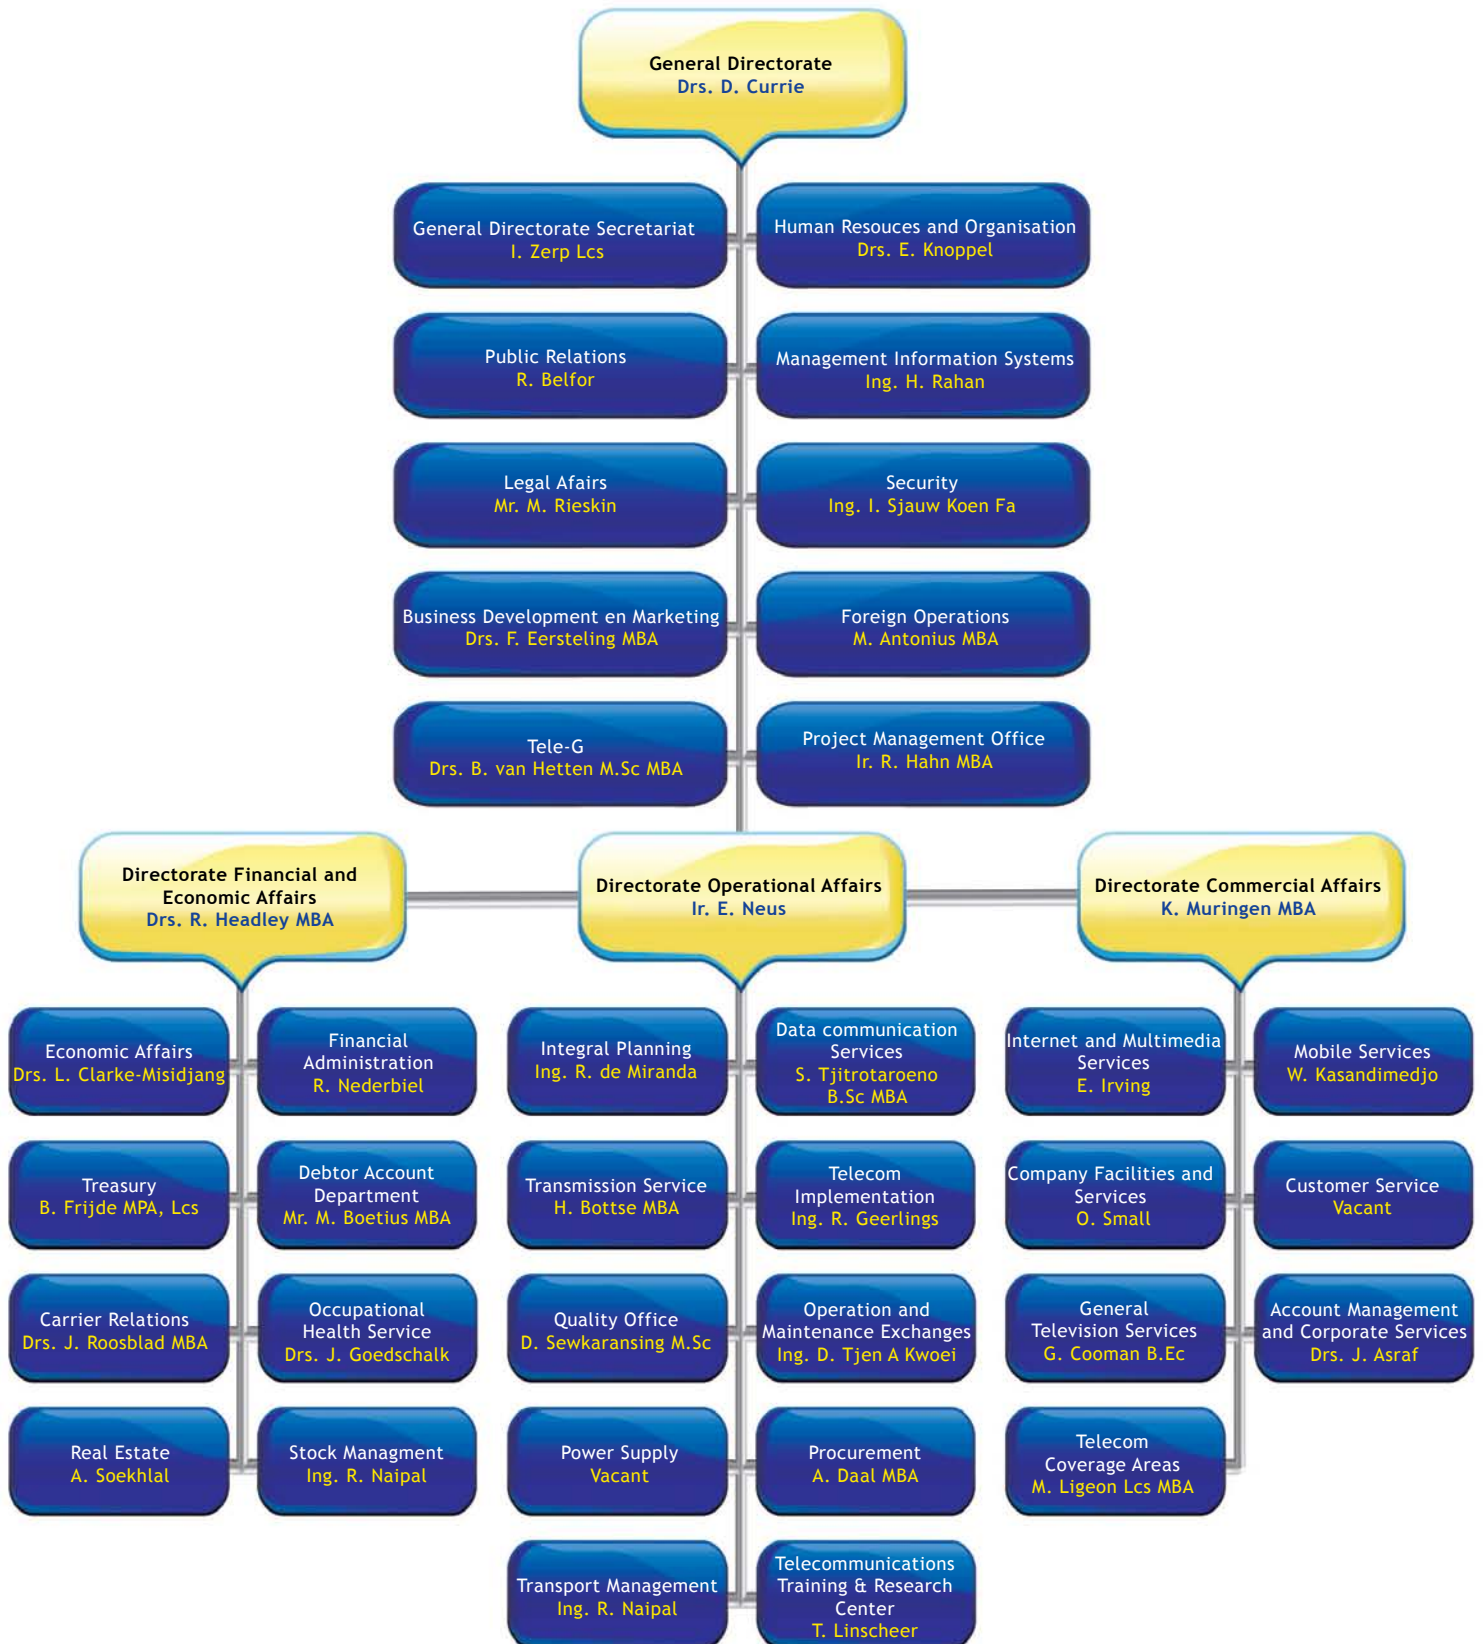 General Directorate
Drs. D. Currie
General Directorate Secretariat
I. Zerp Lcs
Human Resouces and Organisation
Drs. E. Knoppel
Public Relations
R. Belfor
Management Information Systems
Ing. H. Rahan
Legal Afairs
Mr. M. Rieskin
Security
Ing. I. Sjauw Koen Fa
Business Development en Marketing
Drs. F. Eersteling MBA
Foreign Operations
M. Antonius MBA
Tele-G
Drs. B. van Hetten M.Sc MBA
Project Management Office
Ir. R. Hahn MBA
Directorate Financial and
Economic Affairs
Drs. R. Headley MBA
Directorate Operational Affairs
Ir. E. Neus
Directorate Commercial Affairs
K. Muringen MBA
Economic Affairs
Drs. L. Clarke-Misidjang
Financial
Administration
R. Nederbiel
Integral Planning
Ing. R. de Miranda
Data communication
Services
S. Tjitrotaroeno
B.Sc MBA
Internet and Multimedia
Services
E. Irving
Mobile Services
W. Kasandimedjo
Treasury
B. Frijde MPA, Lcs
Debtor Account
Department
Mr. M. Boetius MBA
Transmission Service
H. Bottse MBA
Telecom
Implementation
Ing. R. Geerlings
Company Facilities and
Services
O. Small
Customer Service
Vacant
Carrier Relations
Drs. J. Roosblad MBA
Occupational
Health Service
Drs. J. Goedschalk
Quality Office
D. Sewkaransing M.Sc
Operation and
Maintenance Exchanges
Ing. D. Tjen A Kwoei
General
Television Services
G. Cooman B.Ec
Account Management
and Corporate Services
Drs. J. Asraf
Real Estate
A. Soekhlal
Stock Managment
Ing. R. Naipal
Power Supply
Vacant
Procurement
A. Daal MBA
Telecom
Coverage Areas
M. Ligeon Lcs MBA
Transport Management
Ing. R. Naipal
Telecommunications
Training & Research
Center
T. Linscheer